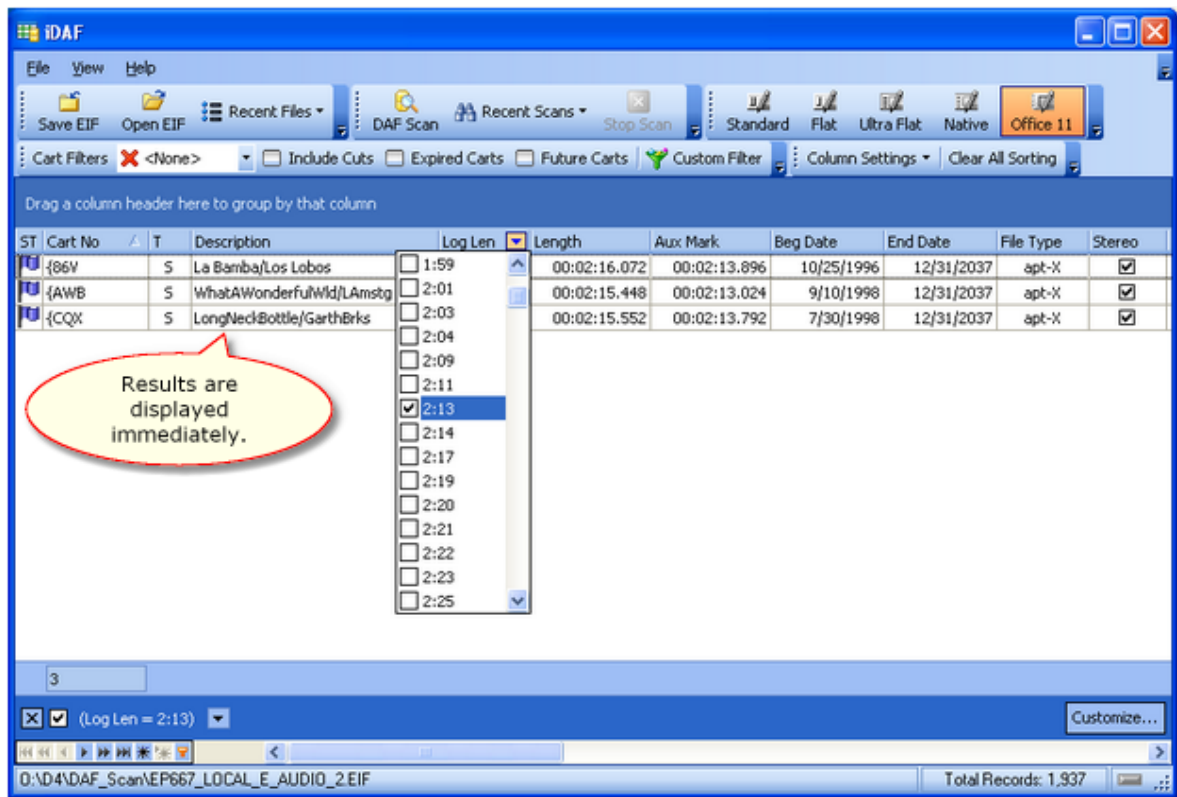 iDAF
File View Help
Save EIF Open EIF Recent Files DAF Scan Recent Scans Stop Scan Standard Flat Ultra Flat Native Office 11
Cart Filters <None> Include Cuts Expired Carts Future Carts Custom Filter Column Settings Clear All Sorting
Drag a column header here to group by that column
ST Cart No T Description Log Len Length Aux Mark Beg Date End Date File Type Stereo
{86V S La Bamba/Los Lobos 00:02:16.072 00:02:13.896 10/25/1996 12/31/2037 apt-X
{AWB S WhatAWonderfulWld/LAmstg 00:02:15.448 00:02:13.024 9/10/1998 12/31/2037 apt-X
{CQX S LongNeckBottle/GarthBrks 00:02:15.552 00:02:13.792 7/30/1998 12/31/2037 apt-X
1:59
2:01
2:03
2:04
2:09
2:11
2:13
2:14
2:17
2:19
2:20
2:21
2:22
2:23
2:25
Results are
displayed
immediately.
3
(Log Len = 2:13)
Customize...
O:\D4\DAF_Scan\EP667_LOCAL_E_AUDIO_2.EIF Total Records: 1,937